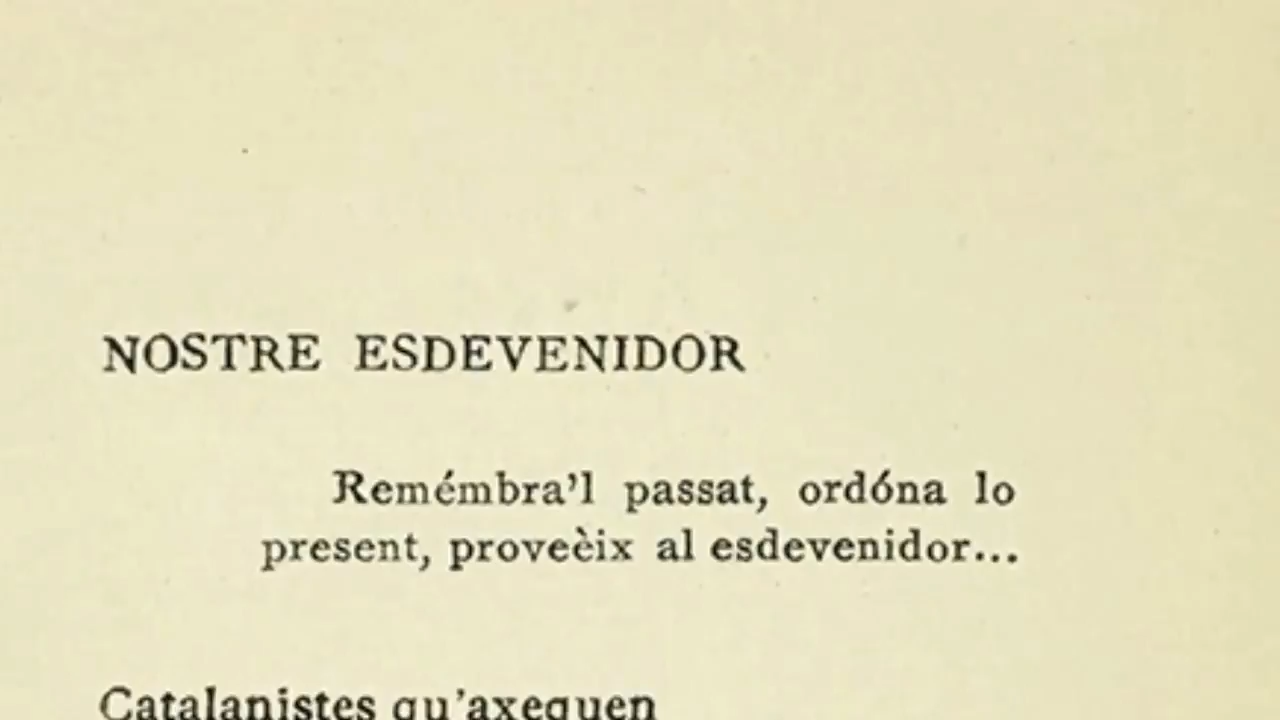 NOSTRE ESDEVENIDOR
Remémbra'l passat, ordóna lo
present, proveèix al esdevenidor...
Catalanistes qu'axequen